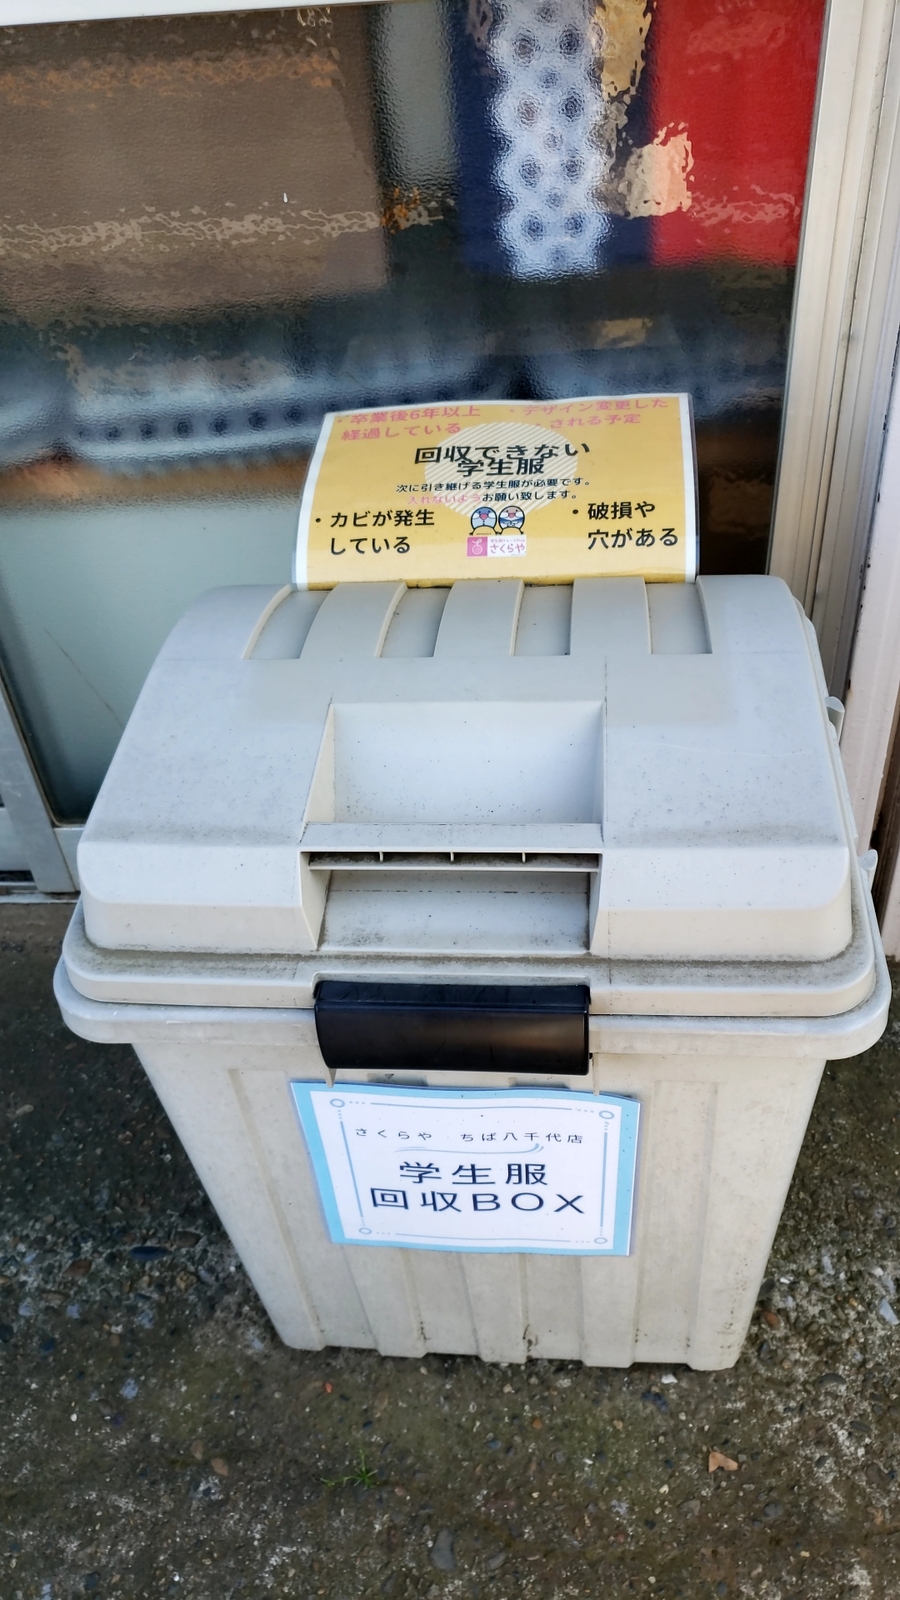 ・卒業後6年以上
経過している
・デザイン変更した
・される予定
回収できない
学生服
次に引き継げる学生服が必要です。
入れないようお願い致します。
・カビが発生
している
・破損や
穴がある
さくらや
さくらや ちば八千代店
学生服
回収BOX